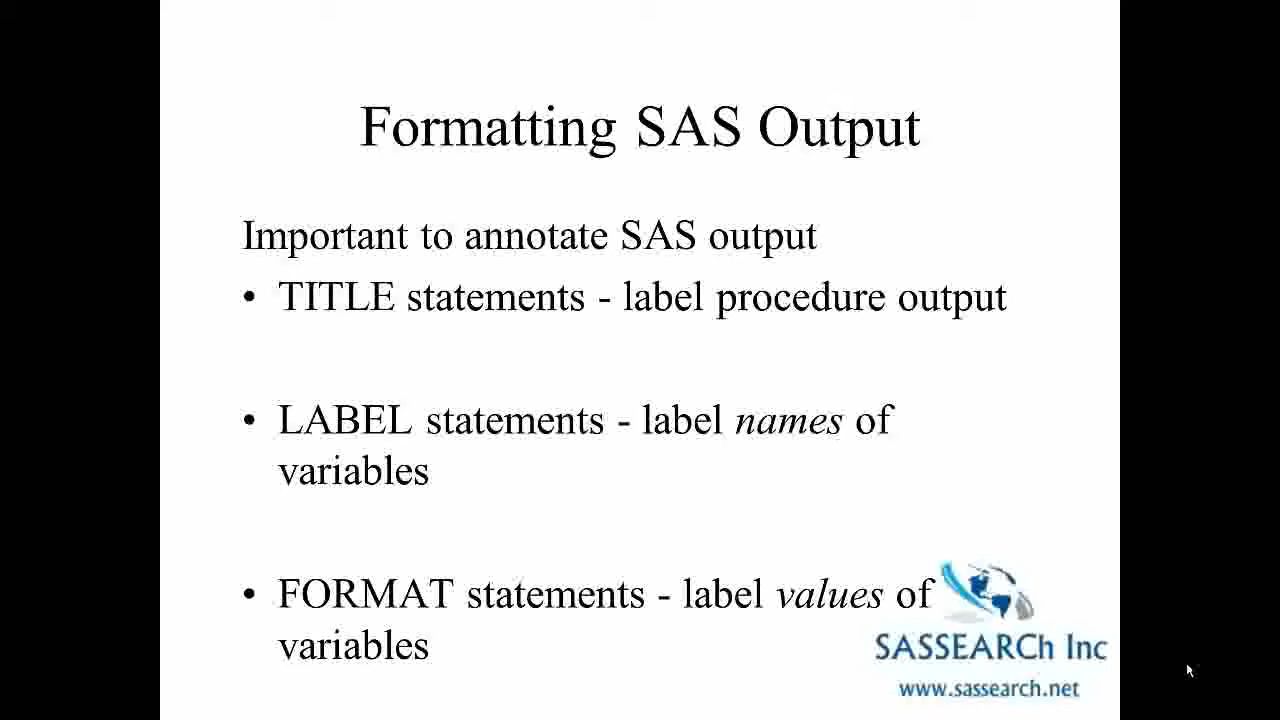 Formatting SAS Output
Important to annotate SAS output
• TITLE statements - label procedure output
• LABEL statements - label names of
variables
• FORMAT statements - label values of
variables
SASSEARCh Inc
www.sassearch.net